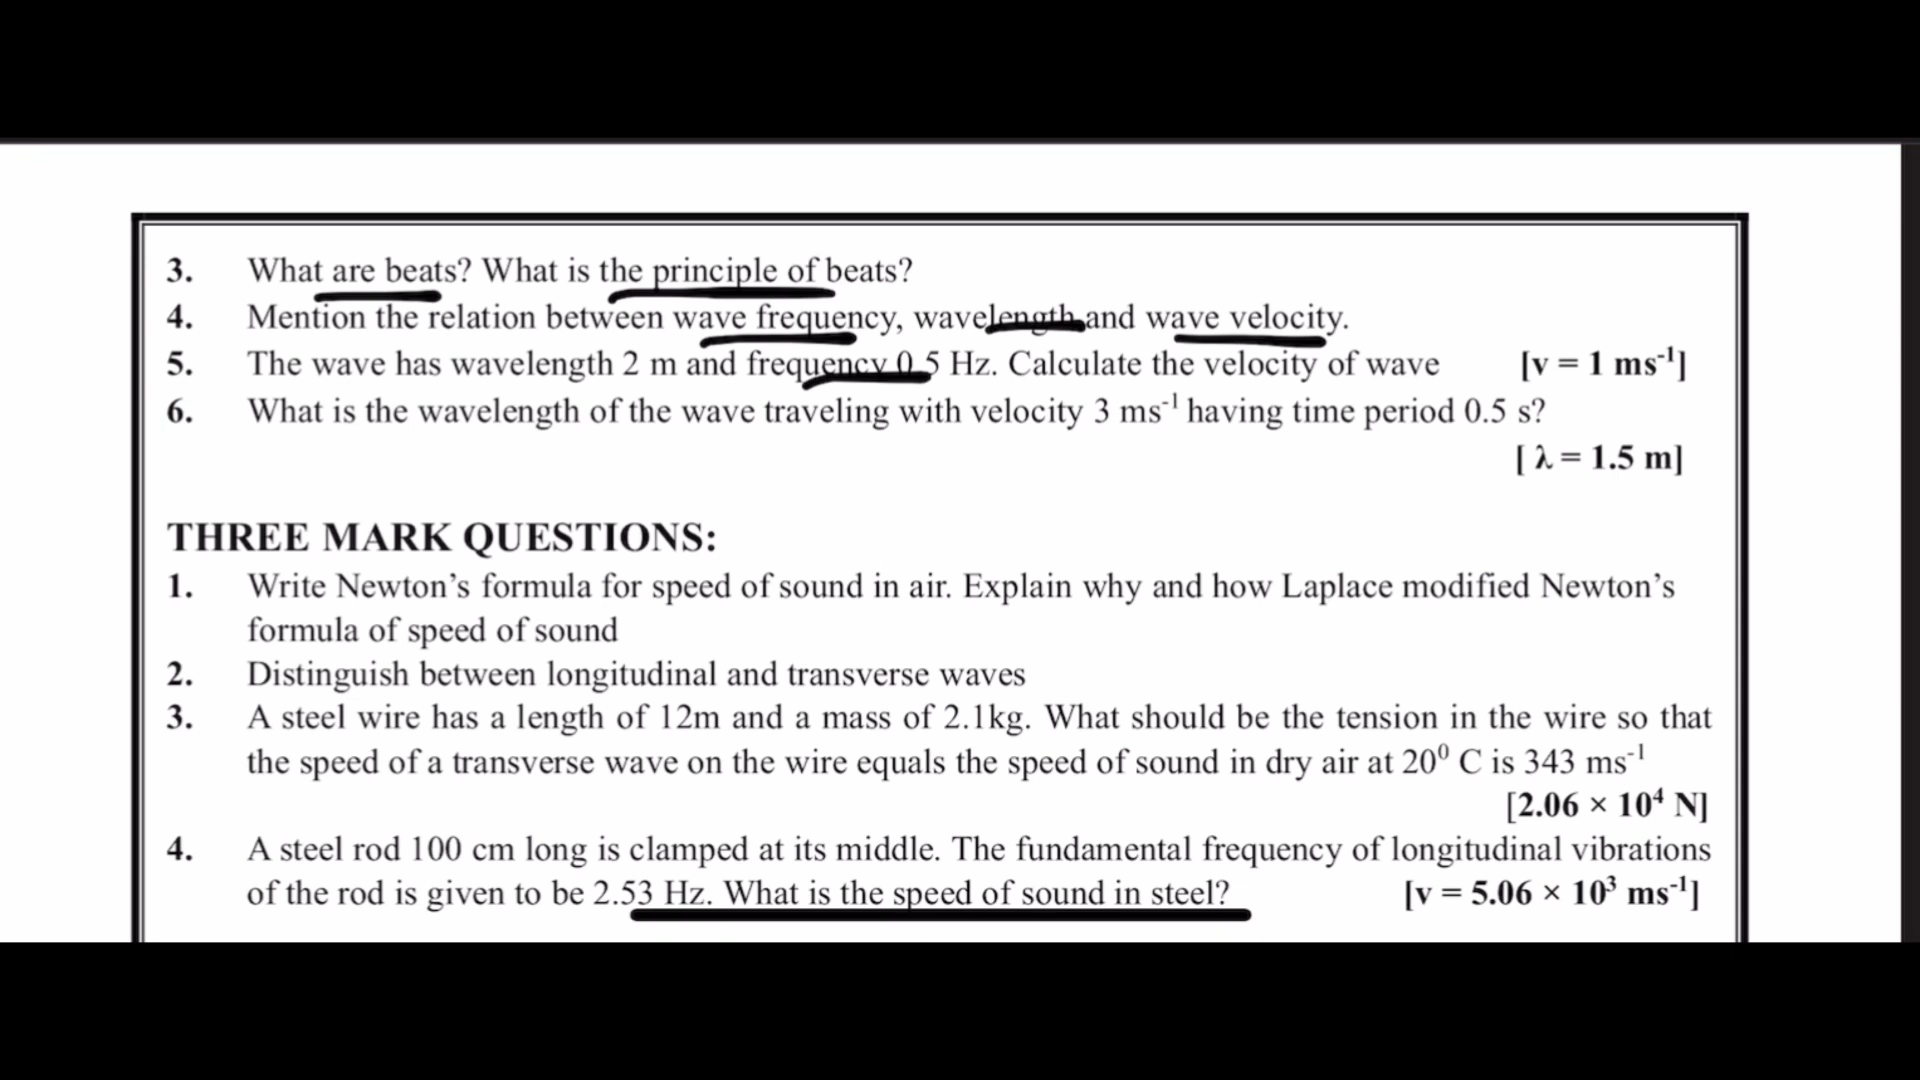 3. What are beats? What is the principle of beats?
4. Mention the relation between wave frequency, wavelength and wave velocity.
5. The wave has wavelength 2 m and frequency 0.5 Hz. Calculate the velocity of wave [v = 1 ms⁻¹]
6. What is the wavelength of the wave traveling with velocity 3 ms⁻¹ having time period 0.5 s?
[ λ = 1.5 m]
THREE MARK QUESTIONS:
1. Write Newton’s formula for speed of sound in air. Explain why and how Laplace modified Newton’s
formula of speed of sound
2. Distinguish between longitudinal and transverse waves
3. A steel wire has a length of 12m and a mass of 2.1kg. What should be the tension in the wire so that
the speed of a transverse wave on the wire equals the speed of sound in dry air at 20⁰ C is 343 ms⁻¹
[2.06 × 10⁴ N]
4. A steel rod 100 cm long is clamped at its middle. The fundamental frequency of longitudinal vibrations
of the rod is given to be 2.53 Hz. What is the speed of sound in steel? [v = 5.06 × 10³ ms⁻¹]